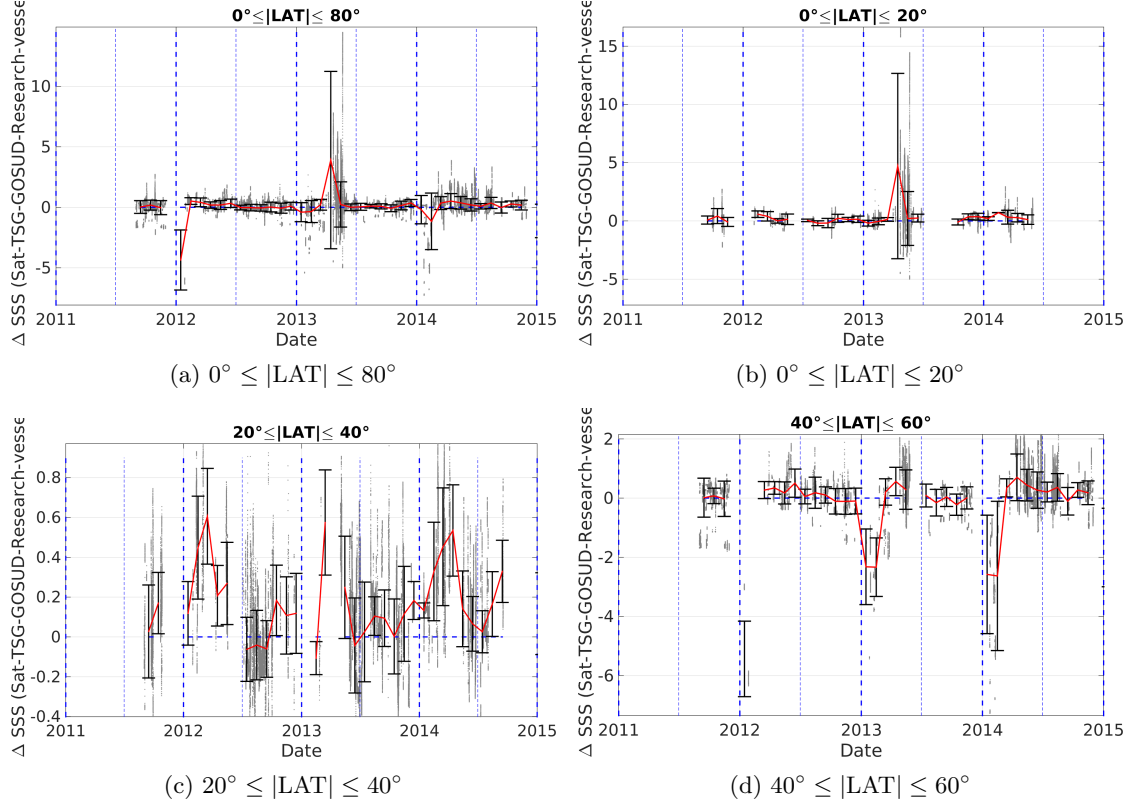 0°≤|LAT|≤ 80°
Δ SSS (Sat-TSG-GOSUD-Research-vesse
10
5
0
-5
2011 2012 2013 2014 2015
Date
(a) 0° ≤ |LAT| ≤ 80°
0°≤|LAT|≤ 20°
Δ SSS (Sat-TSG-GOSUD-Research-vesse
15
10
5
0
-5
2011 2012 2013 2014 2015
Date
(b) 0° ≤ |LAT| ≤ 20°
20°≤|LAT|≤ 40°
Δ SSS (Sat-TSG-GOSUD-Research-vesse
0.8
0.6
0.4
0.2
0
-0.2
-0.4
2011 2012 2013 2014 2015
Date
(c) 20° ≤ |LAT| ≤ 40°
40°≤|LAT|≤ 60°
Δ SSS (Sat-TSG-GOSUD-Research-vesse
2
0
-2
-4
-6
2011 2012 2013 2014 2015
Date
(d) 40° ≤ |LAT| ≤ 60°